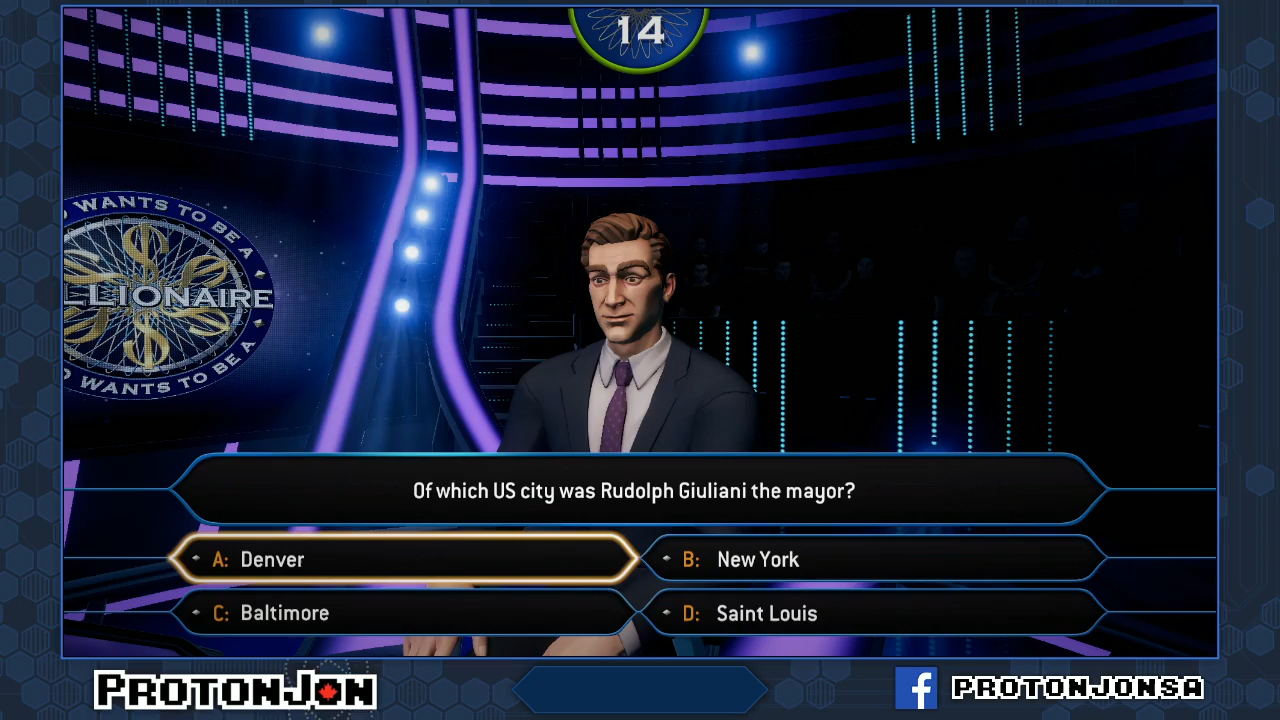 14
WANTS TO BE A
LLIONAIRE
WANTS TO BE A
Of which US city was Rudolph Giuliani the mayor?
A: Denver
B: New York
C: Baltimore
D: Saint Louis
PROTONJON
f PROTONJONSA